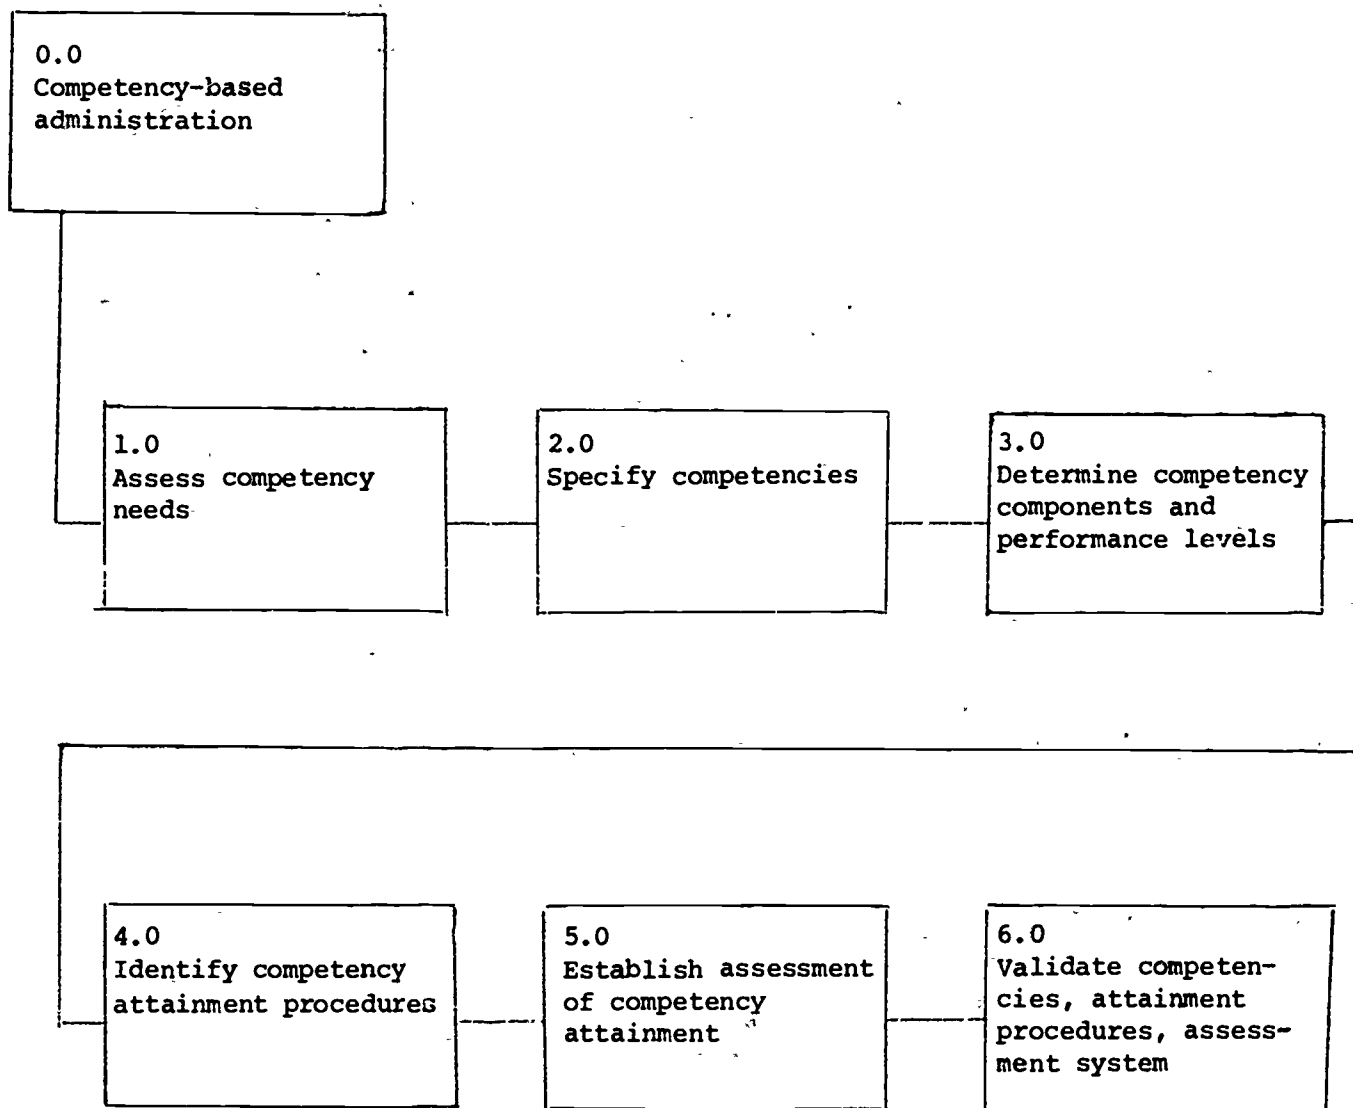 0.0
Competency-based
administration
1.0
Assess competency
needs
2.0
Specify competencies
3.0
Determine competency
components and
performance levels
4.0
Identify competency
attainment procedures
5.0
Establish assessment
of competency
attainment
6.0
Validate competen-
cies, attainment
procedures, assess-
ment system